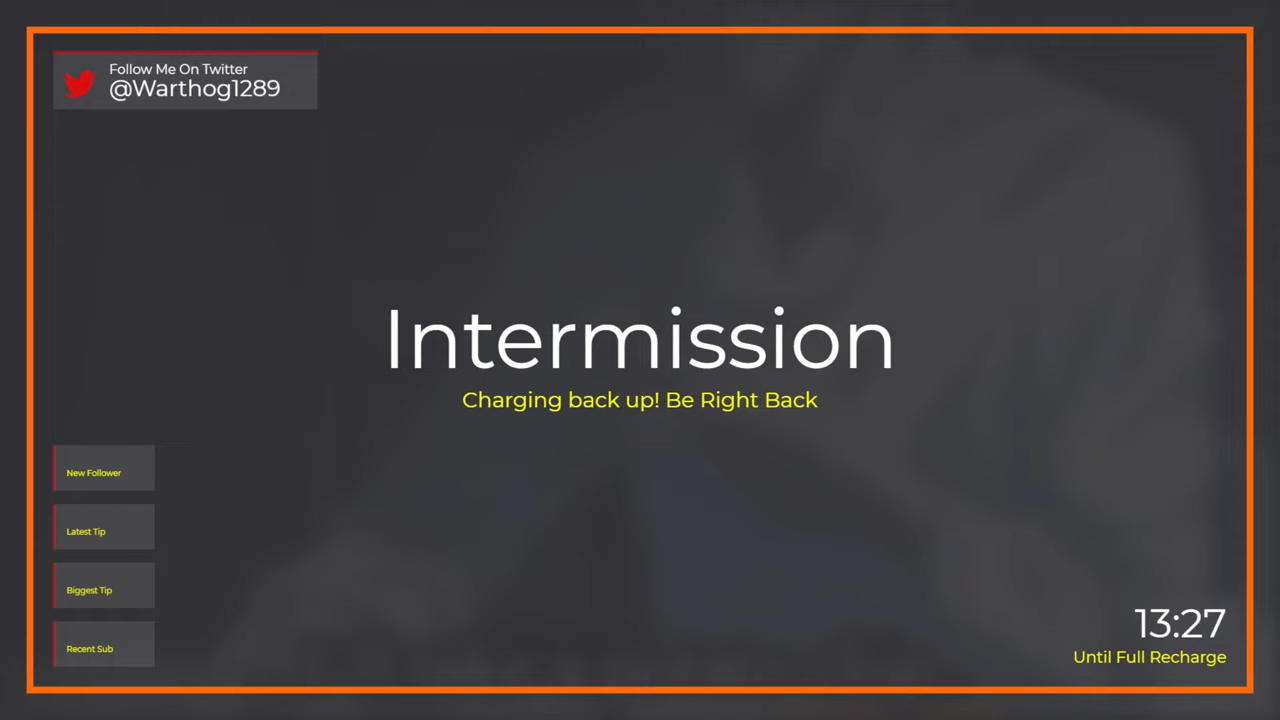 Follow Me On Twitter
@Warthog1289
Intermission
Charging back up! Be Right Back
New Follower
Latest Tip
Biggest Tip
Recent Sub
13:27
Until Full Recharge